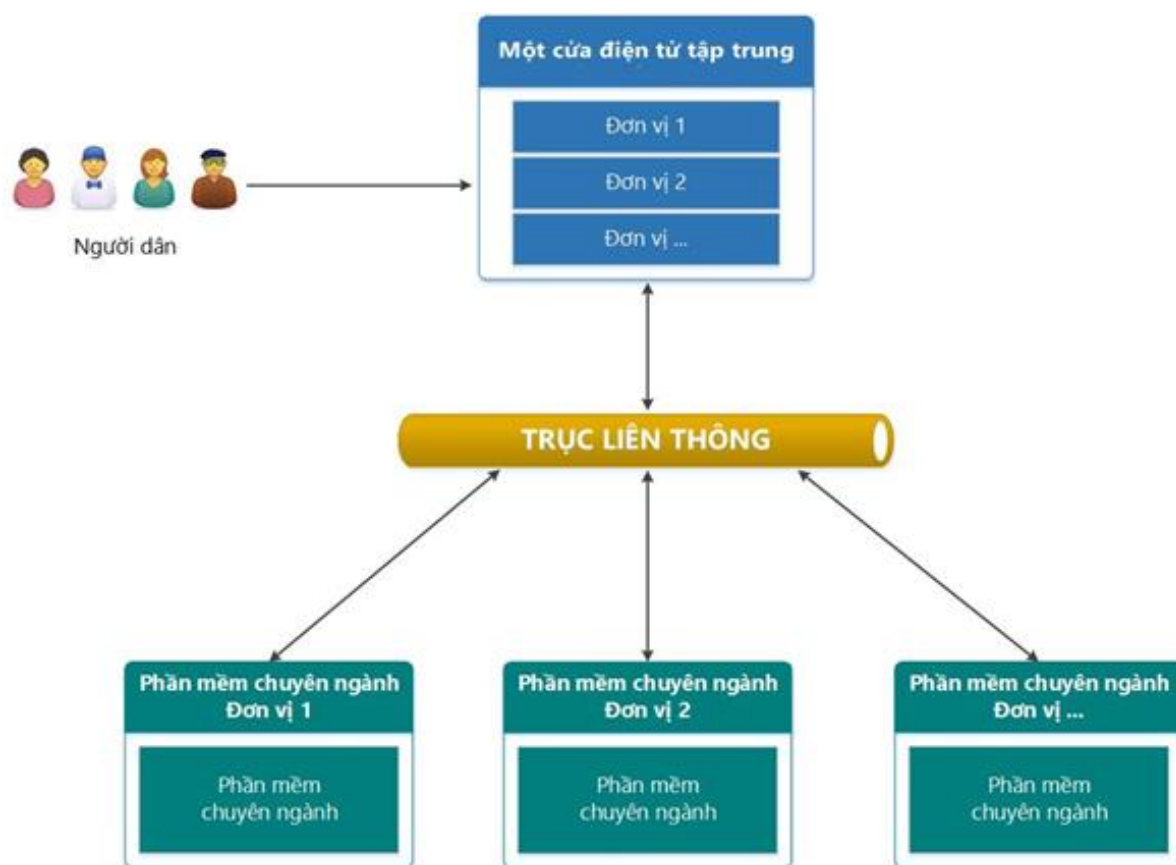 Một cửa điện tử tập trung
Đơn vị 1
Đơn vị 2
Đơn vị ...
Người dân
TRỤC LIÊN THÔNG
Phần mềm chuyên ngành
Đơn vị 1
Phần mềm
chuyên ngành
Phần mềm chuyên ngành
Đơn vị 2
Phần mềm
chuyên ngành
Phần mềm chuyên ngành
Đơn vị ...
Phần mềm
chuyên ngành